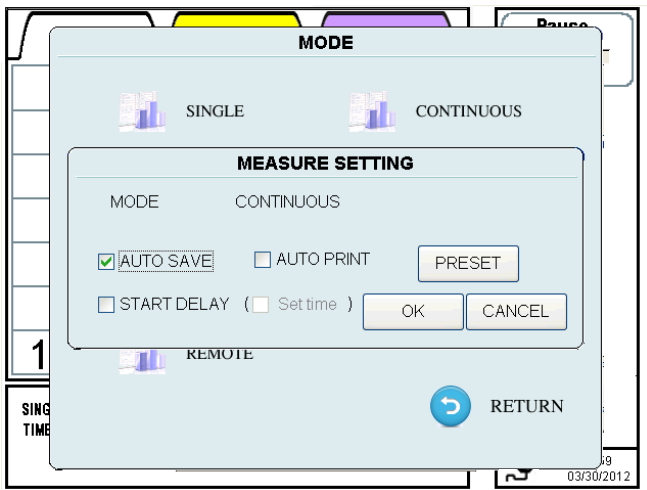 Pause
MODE
SINGLE CONTINUOUS
MEASURE SETTING
MODE CONTINUOUS
AUTO SAVE AUTO PRINT PRESET
START DELAY ( Set time ) OK CANCEL
1
REMOTE
RETURN
SING
TIME
03/30/2012